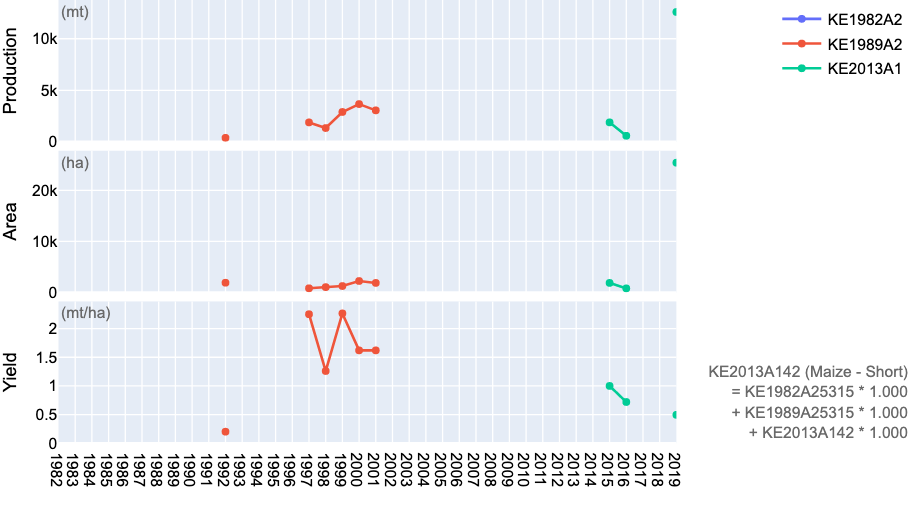 (mt)
Production
10k
5k
0
(ha)
Area
20k
10k
0
(mt/ha)
Yield
2
1.5
1
0.5
0
1982
1983
1984
1985
1986
1987
1988
1989
1990
1991
1992
1993
1994
1995
1996
1997
1998
1999
2000
2001
2002
2003
2004
2005
2006
2007
2008
2009
2010
2011
2012
2013
2014
2015
2016
2017
2018
2019
KE1982A2
KE1989A2
KE2013A1
KE2013A142 (Maize - Short)
= KE1982A25315 * 1.000
+ KE1989A25315 * 1.000
+ KE2013A142 * 1.000